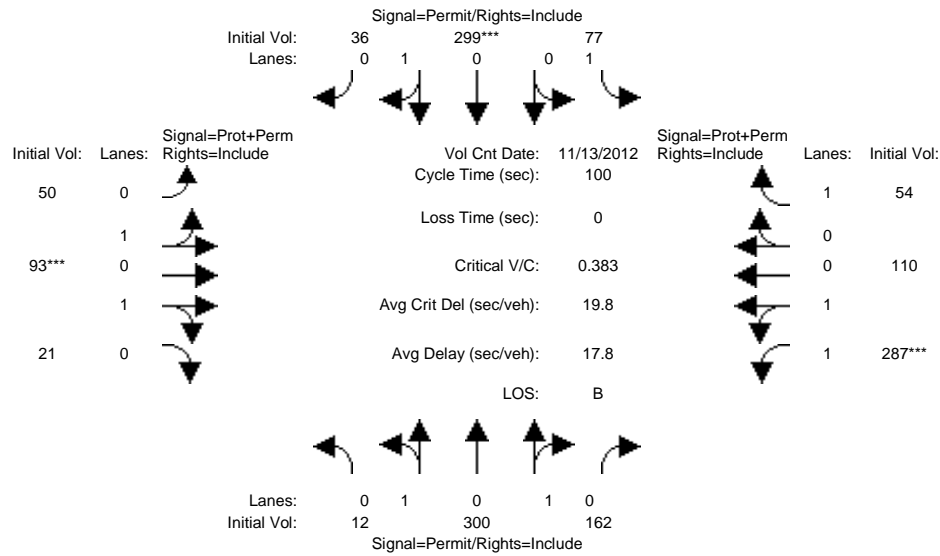 Signal=Permit/Rights=Include
Initial Vol: 36 299*** 77
Lanes: 0 1 0 0 1
Signal=Prot+Perm
Initial Vol: Lanes: Rights=Include
Vol Cnt Date: 11/13/2012
Signal=Prot+Perm
Rights=Include Lanes: Initial Vol:
Cycle Time (sec): 100
50 0
1 54
Loss Time (sec): 0
1
0
93*** 0
Critical V/C: 0.383
0 110
1
Avg Crit Del (sec/veh): 19.8
1
21 0
Avg Delay (sec/veh): 17.8
1 287***
LOS: B
Lanes: 0 1 0 1 0
Initial Vol: 12 300 162
Signal=Permit/Rights=Include